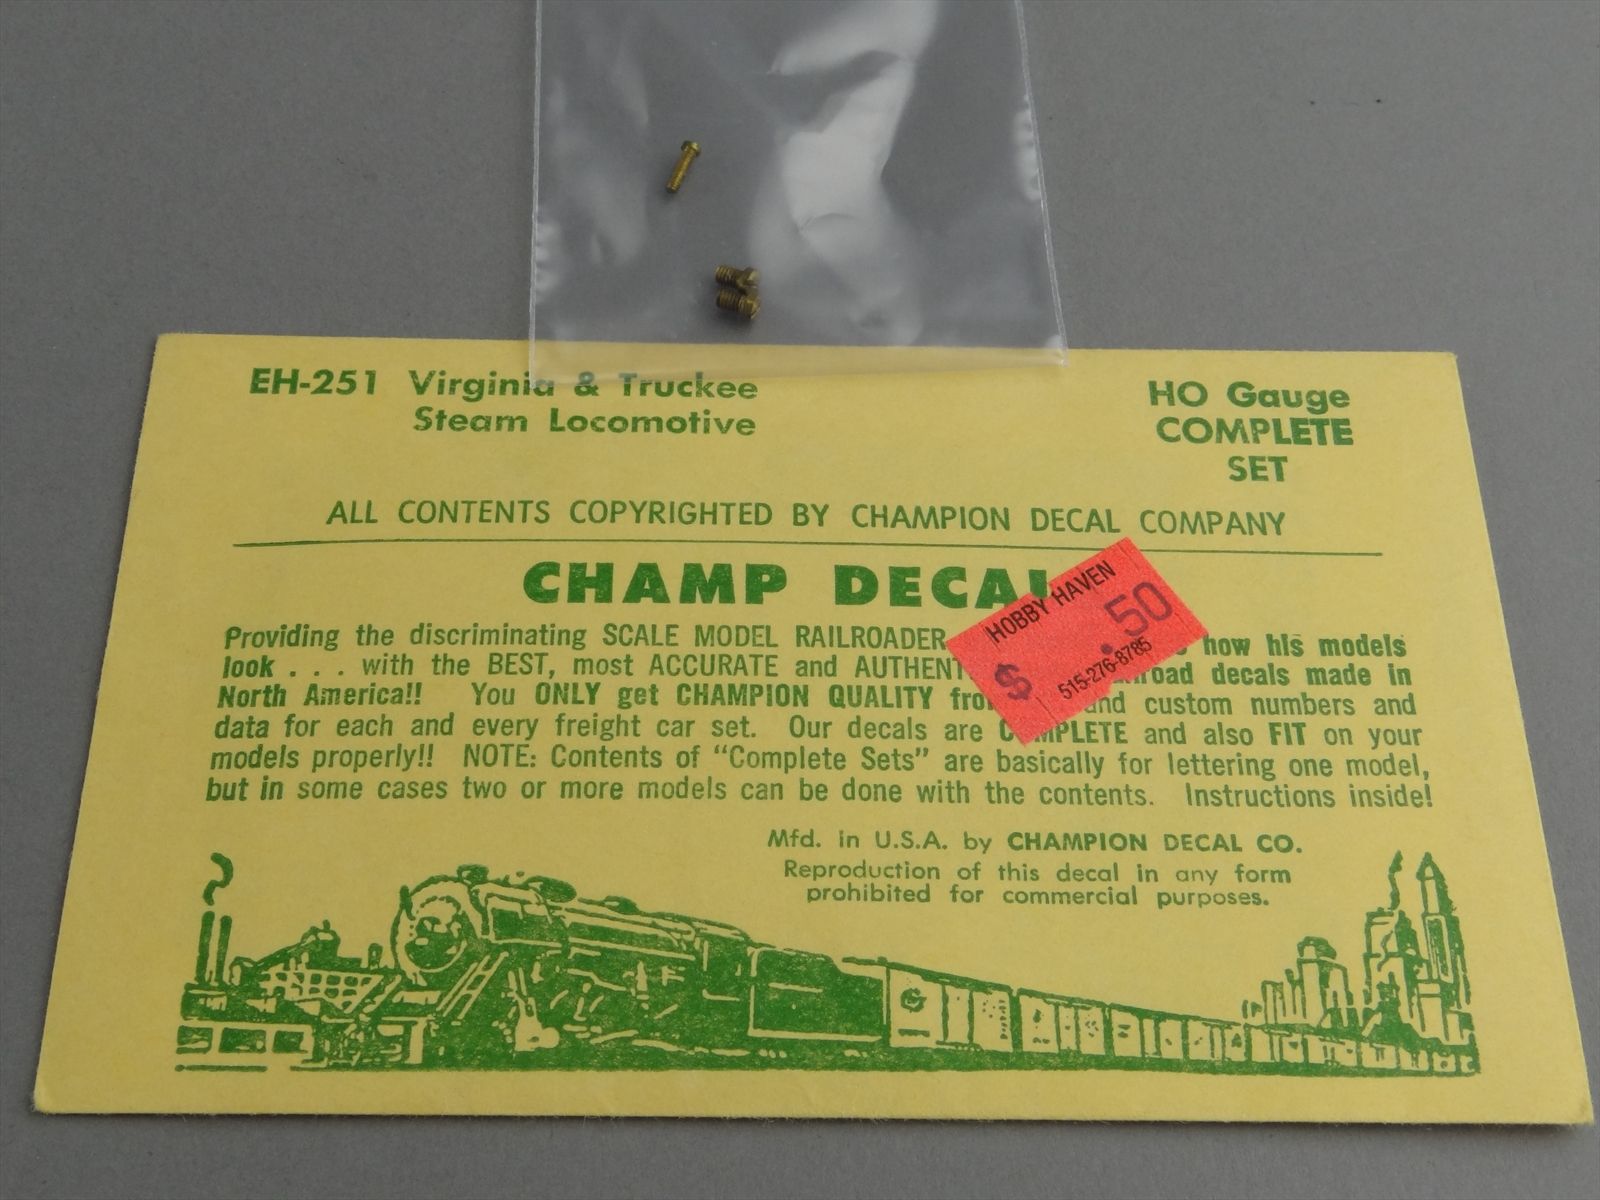 EH-251 Virginia & Truckee
Steam Locomotive
HO Gauge
COMPLETE
SET
ALL CONTENTS COPYRIGHTED BY CHAMPION DECAL COMPANY
CHAMP DECAL
HOBBY HAVEN
$ .50
515-276-8785
Providing the discriminating SCALE MODEL RAILROADER how his models
look . . . with the BEST, most ACCURATE and AUTHENT road decals made in
North America!! You ONLY get CHAMPION QUALITY fro and custom numbers and
data for each and every freight car set. Our decals are COMPLETE and also FIT on your
models properly!! NOTE: Contents of "Complete Sets" are basically for lettering one model,
but in some cases two or more models can be done with the contents. Instructions inside!
Mfd. in U.S.A. by CHAMPION DECAL CO.
Reproduction of this decal in any form
prohibited for commercial purposes.